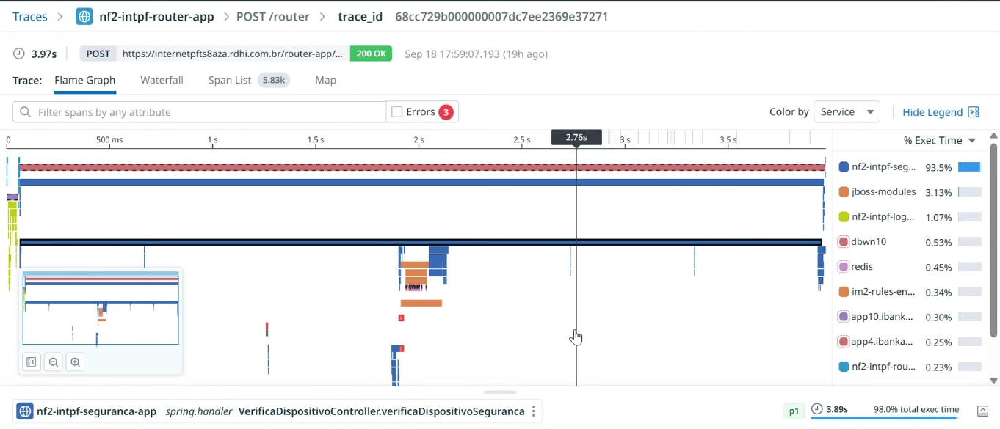 Traces > nf2-intpf-router-app > POST /router > trace_id 68cc729b000000007dc7ee2369e37271
3.97s POST https://internetpfts8aza.rdhi.com.br/router-app/... 200 OK Sep 18 17:59:07.193 (19h ago)
Trace: Flame Graph Waterfall Span List 5.83k Map
Filter spans by any attribute Errors 3 Color by Service Hide Legend
0 500 ms 1 s 1.5 s 2 s 2.5 s 2.76s 3 s 3.5 s % Exec Time
nf2-intpf-seg... 93.5%
jboss-modules 3.13%
nf2-intpf-log... 1.07%
dbwn10 0.53%
redis 0.45%
im2-rules-en... 0.34%
app10.ibank... 0.30%
app4.ibanka... 0.25%
nf2-intpf-rou... 0.23%
nf2-intpf-seguranca-app spring.handler VerificaDispositivoController.verificaDispositivoSeguranca p1 3.89s 98.0% total exec time